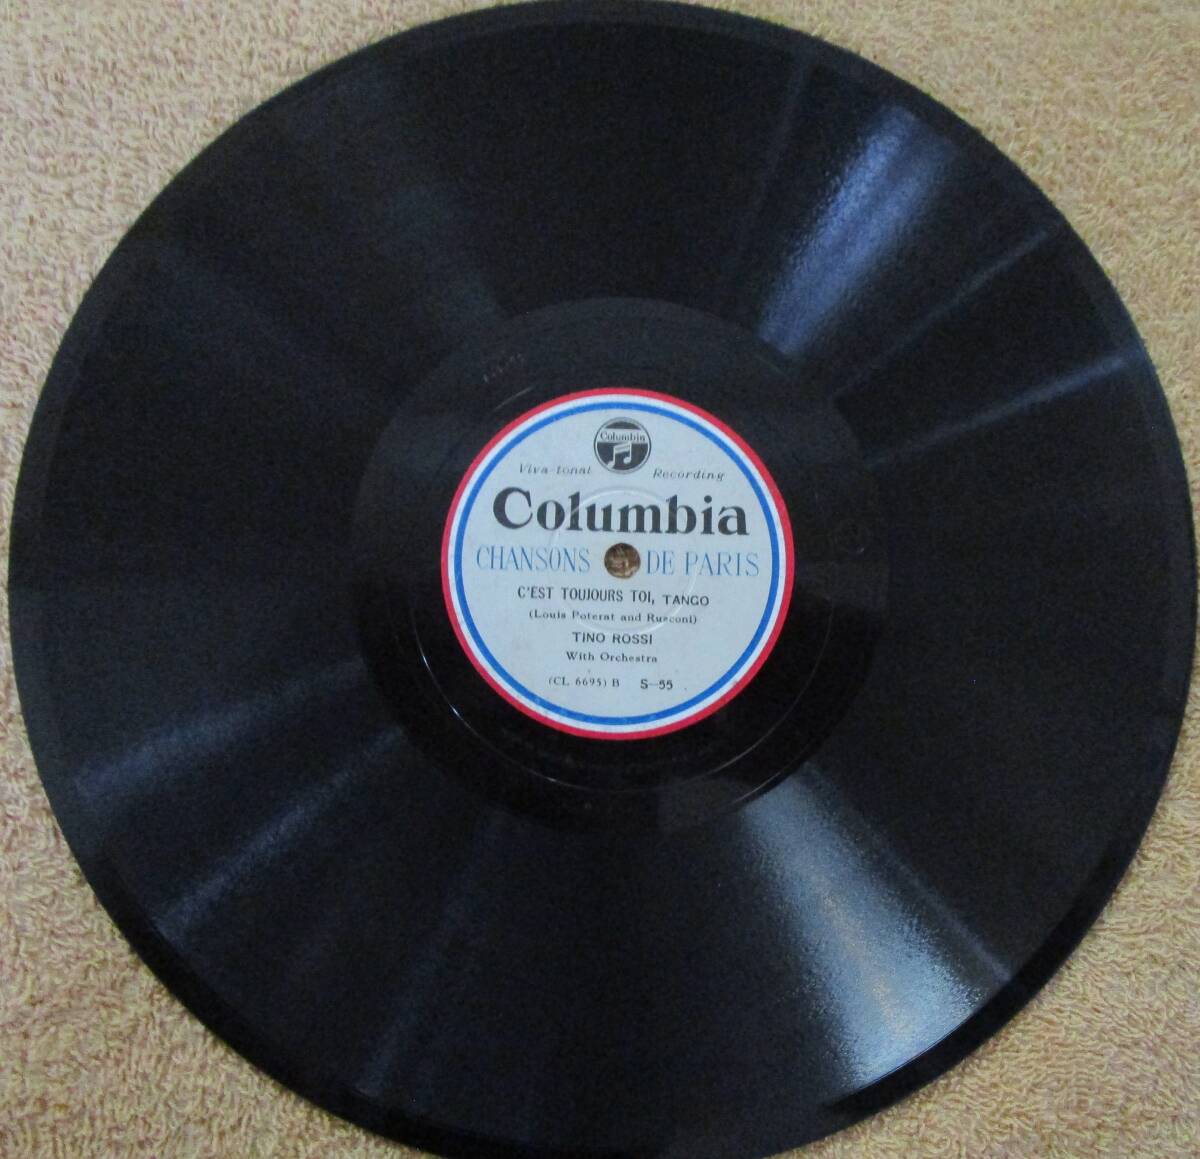 Columbia
Viva-tonal Recording
Columbia
CHANSONS DE PARIS
C'EST TOUJOURS TOI, TANGO
(Louis Poterat and Rusconi)
TINO ROSSI
With Orchestra
(CL 6695) B S-55